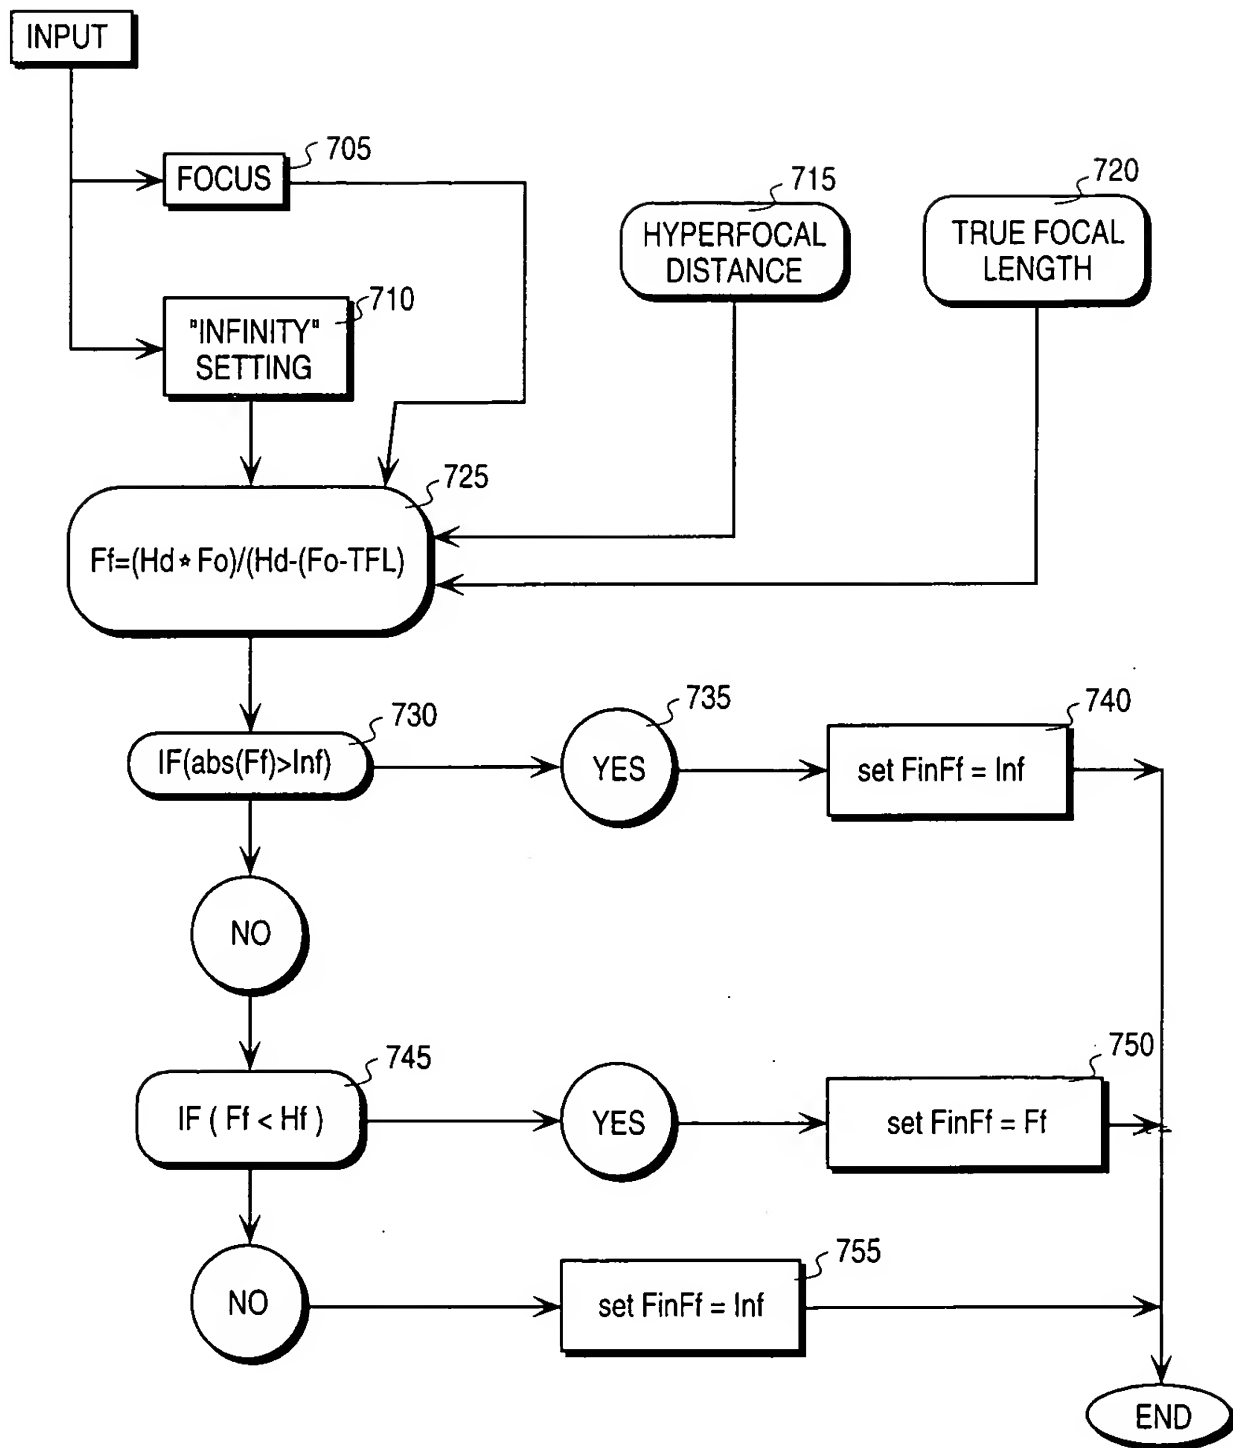 INPUT
705
FOCUS
715
HYPERFOCAL
DISTANCE
720
TRUE FOCAL
LENGTH
710
"INFINITY"
SETTING
725
Ff=(Hd*Fo)/(Hd-(Fo-TFL)
730
IF(abs(Ff)>Inf)
735
YES
740
set FinFf = Inf
NO
745
IF ( Ff < Hf )
YES
750
set FinFf = Ff
NO
755
set FinFf = Inf
END